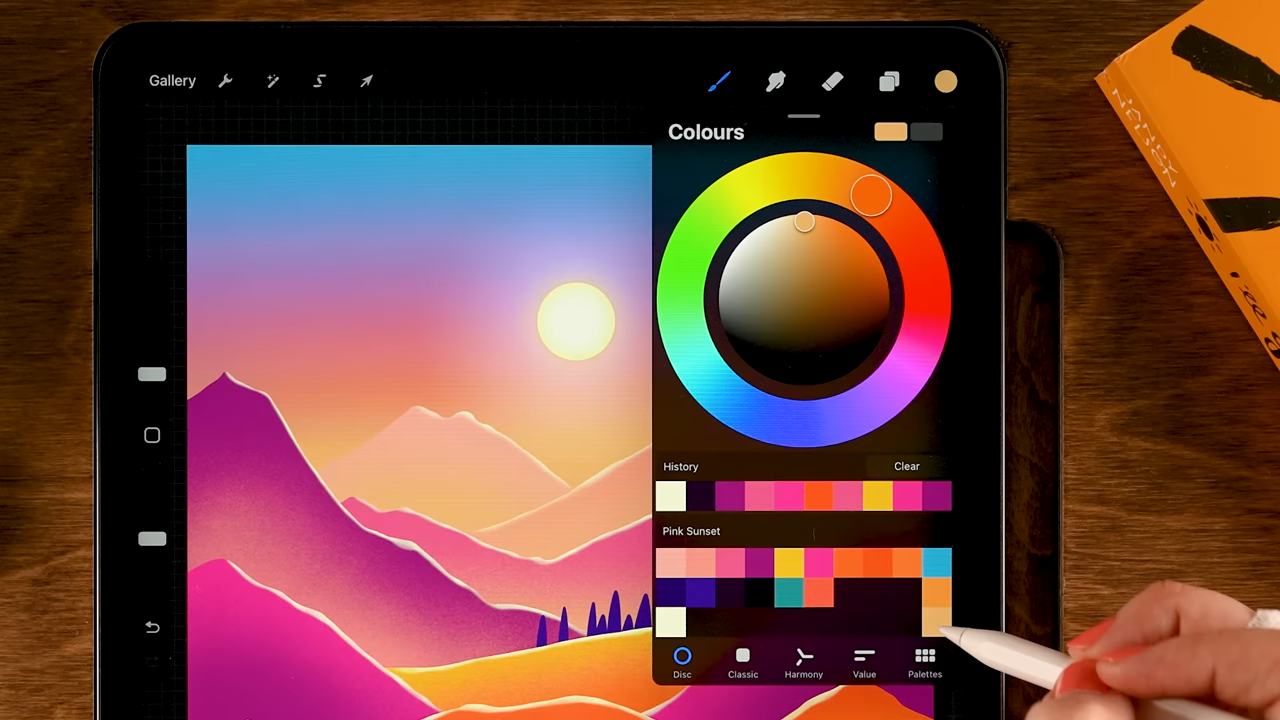 Gallery
Colours
History
Clear
Pink Sunset
Disc
Classic
Harmony
Value
Palettes